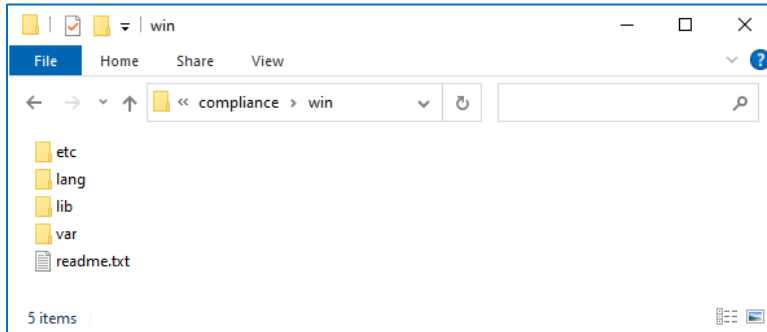 win
File Home Share View
« compliance › win
etc
lang
lib
var
readme.txt
5 items